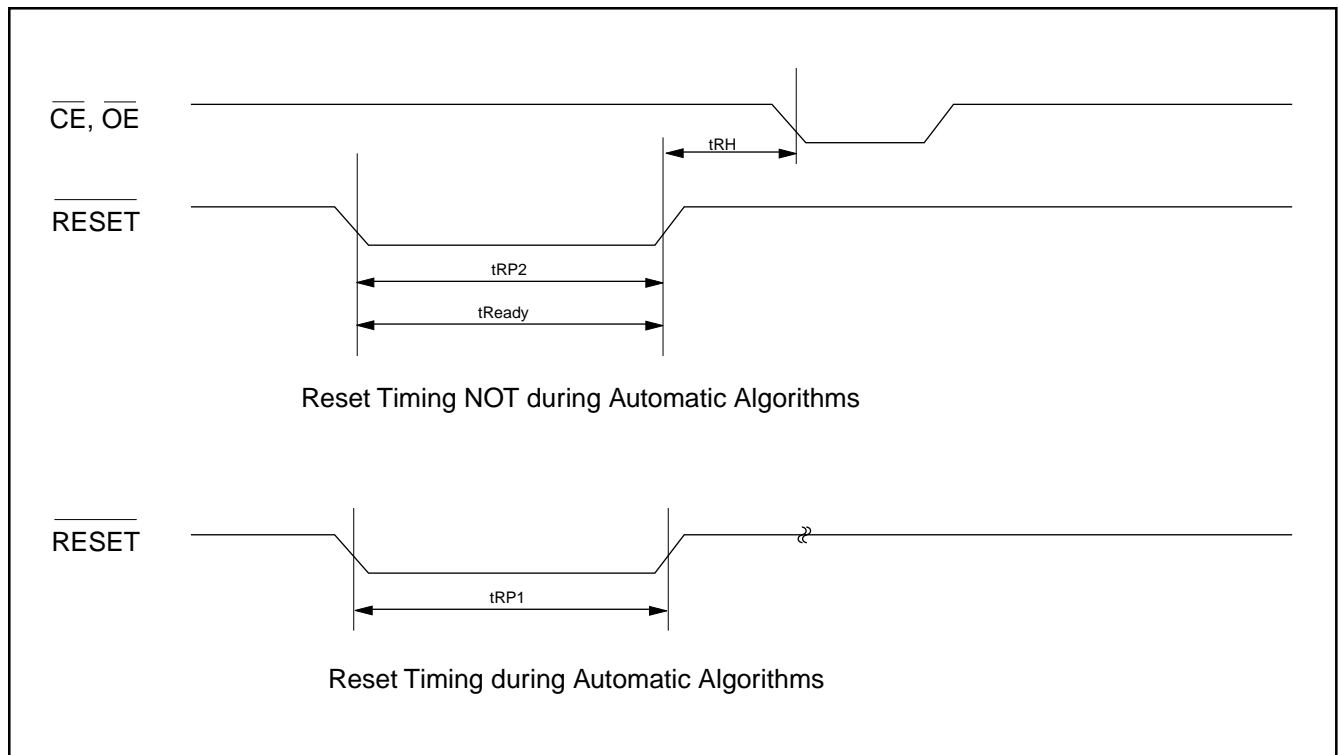 CE, OE
tRH
RESET
tRP2
tReady
Reset Timing NOT during Automatic Algorithms
RESET
tRP1
Reset Timing during Automatic Algorithms